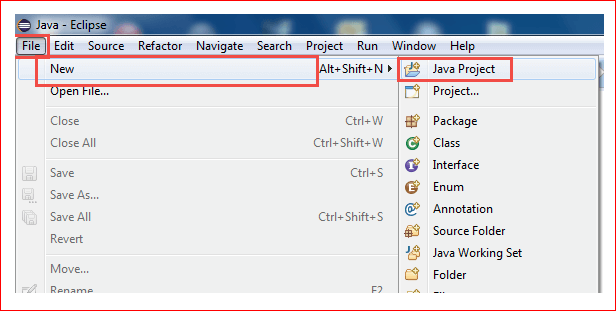 Java - Eclipse
File Edit Source Refactor Navigate Search Project Run Window Help
New Alt+Shift+N
Open File...
Close Ctrl+W
Close All Ctrl+Shift+W
Save Ctrl+S
Save As...
Save All Ctrl+Shift+S
Revert
Move...
Rename... F2
Java Project
Project...
Package
Class
Interface
Enum
Annotation
Source Folder
Java Working Set
Folder